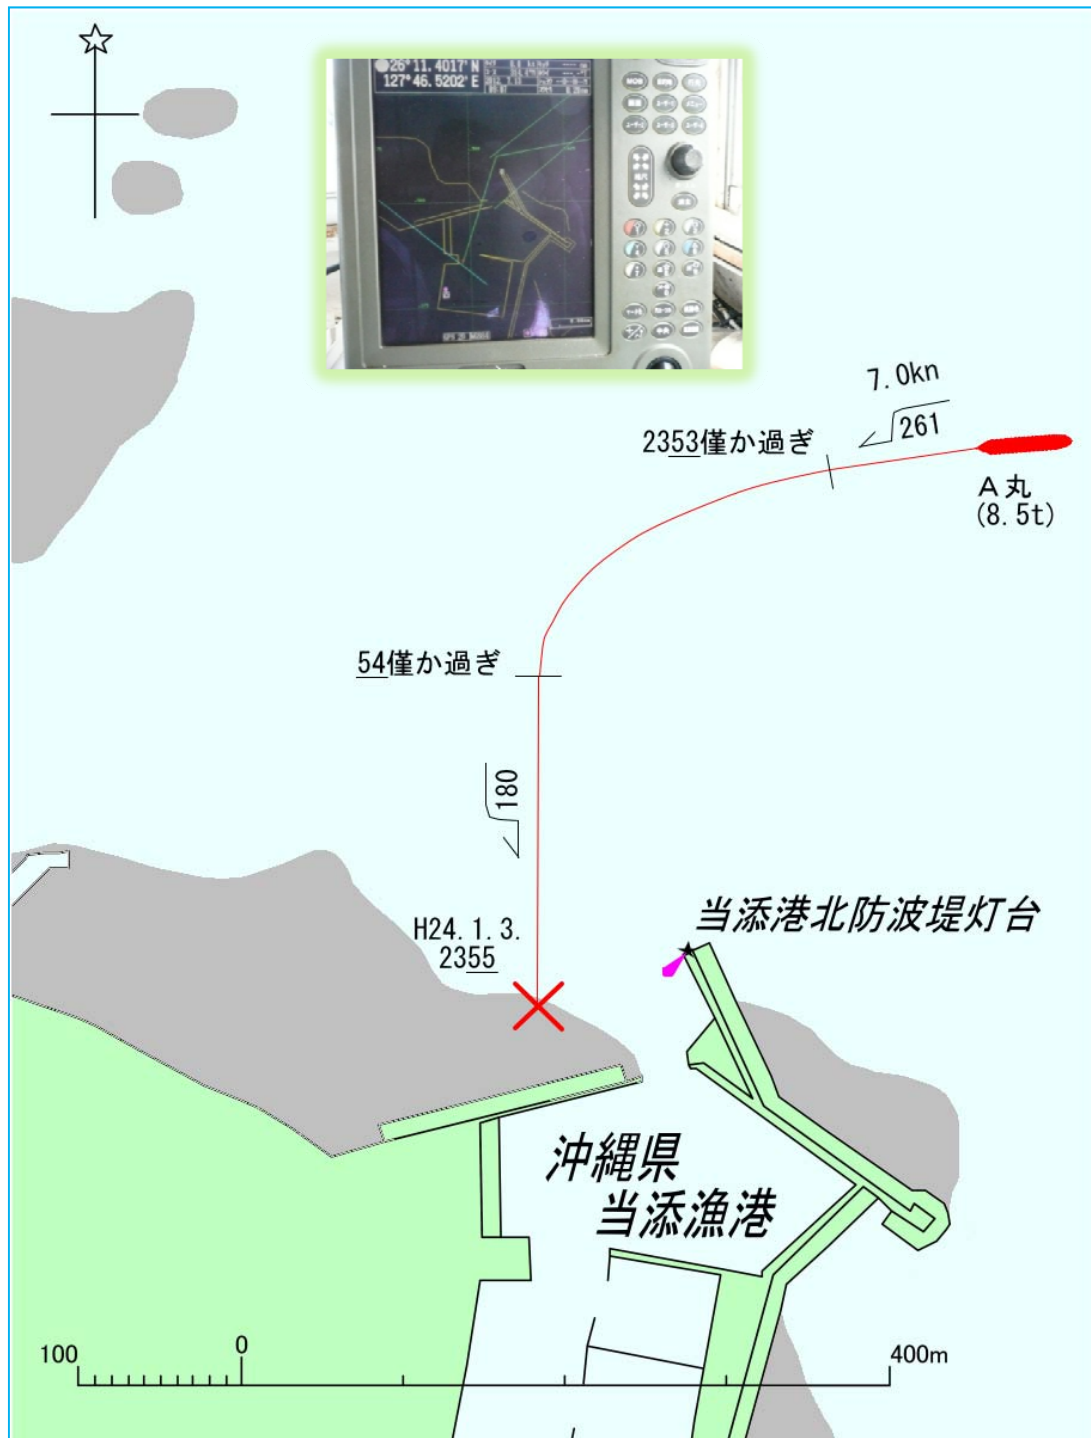 26°11.4017'N
127°46.5202'E
7.0kn
261
2353僅か過ぎ
A丸
(8.5t)
54僅か過ぎ
180
当添港北防波堤灯台
H24.1.3.
2355
沖縄県
当添漁港
100
0
400m